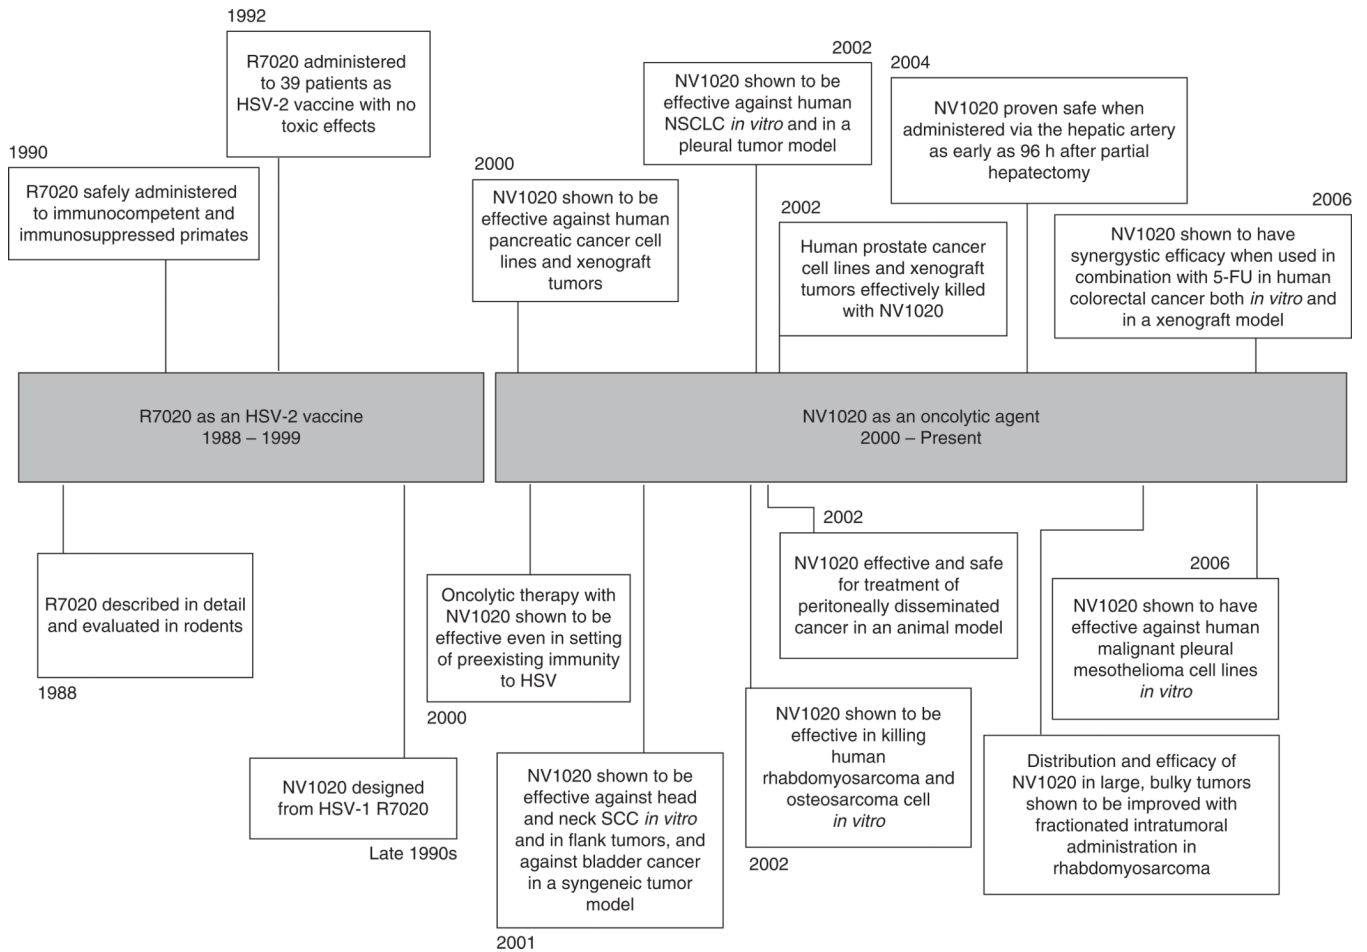 1992
R7020 administered
to 39 patients as
HSV-2 vaccine with no
toxic effects
1990
R7020 safely administered
to immunocompetent and
immunosuppressed primates
2000
NV1020 shown to be
effective against human
pancreatic cancer cell
lines and xenograft
tumors
2002
NV1020 shown to be
effective against human
NSCLC in vitro and in a
pleural tumor model
2002
Human prostate cancer
cell lines and xenograft
tumors effectively killed
with NV1020
2004
NV1020 proven safe when
administered via the hepatic artery
as early as 96 h after partial
hepatectomy
2006
NV1020 shown to have
synergystic efficacy when used in
combination with 5-FU in human
colorectal cancer both in vitro and
in a xenograft model
R7020 as an HSV-2 vaccine
1988 – 1999
NV1020 as an oncolytic agent
2000 – Present
R7020 described in detail
and evaluated in rodents
1988
NV1020 designed
from HSV-1 R7020
Late 1990s
Oncolytic therapy with
NV1020 shown to be
effective even in setting
of preexisting immunity
to HSV
2000
NV1020 shown to be
effective against head
and neck SCC in vitro
and in flank tumors, and
against bladder cancer
in a syngeneic tumor
model
2001
2002
NV1020 effective and safe
for treatment of
peritoneally disseminated
cancer in an animal model
NV1020 shown to be
effective in killing
human
rhabdomyosarcoma and
osteosarcoma cell
in vitro
2002
2006
NV1020 shown to have
effective against human
malignant pleural
mesothelioma cell lines
in vitro
Distribution and efficacy of
NV1020 in large, bulky tumors
shown to be improved with
fractionated intratumoral
administration in
rhabdomyosarcoma